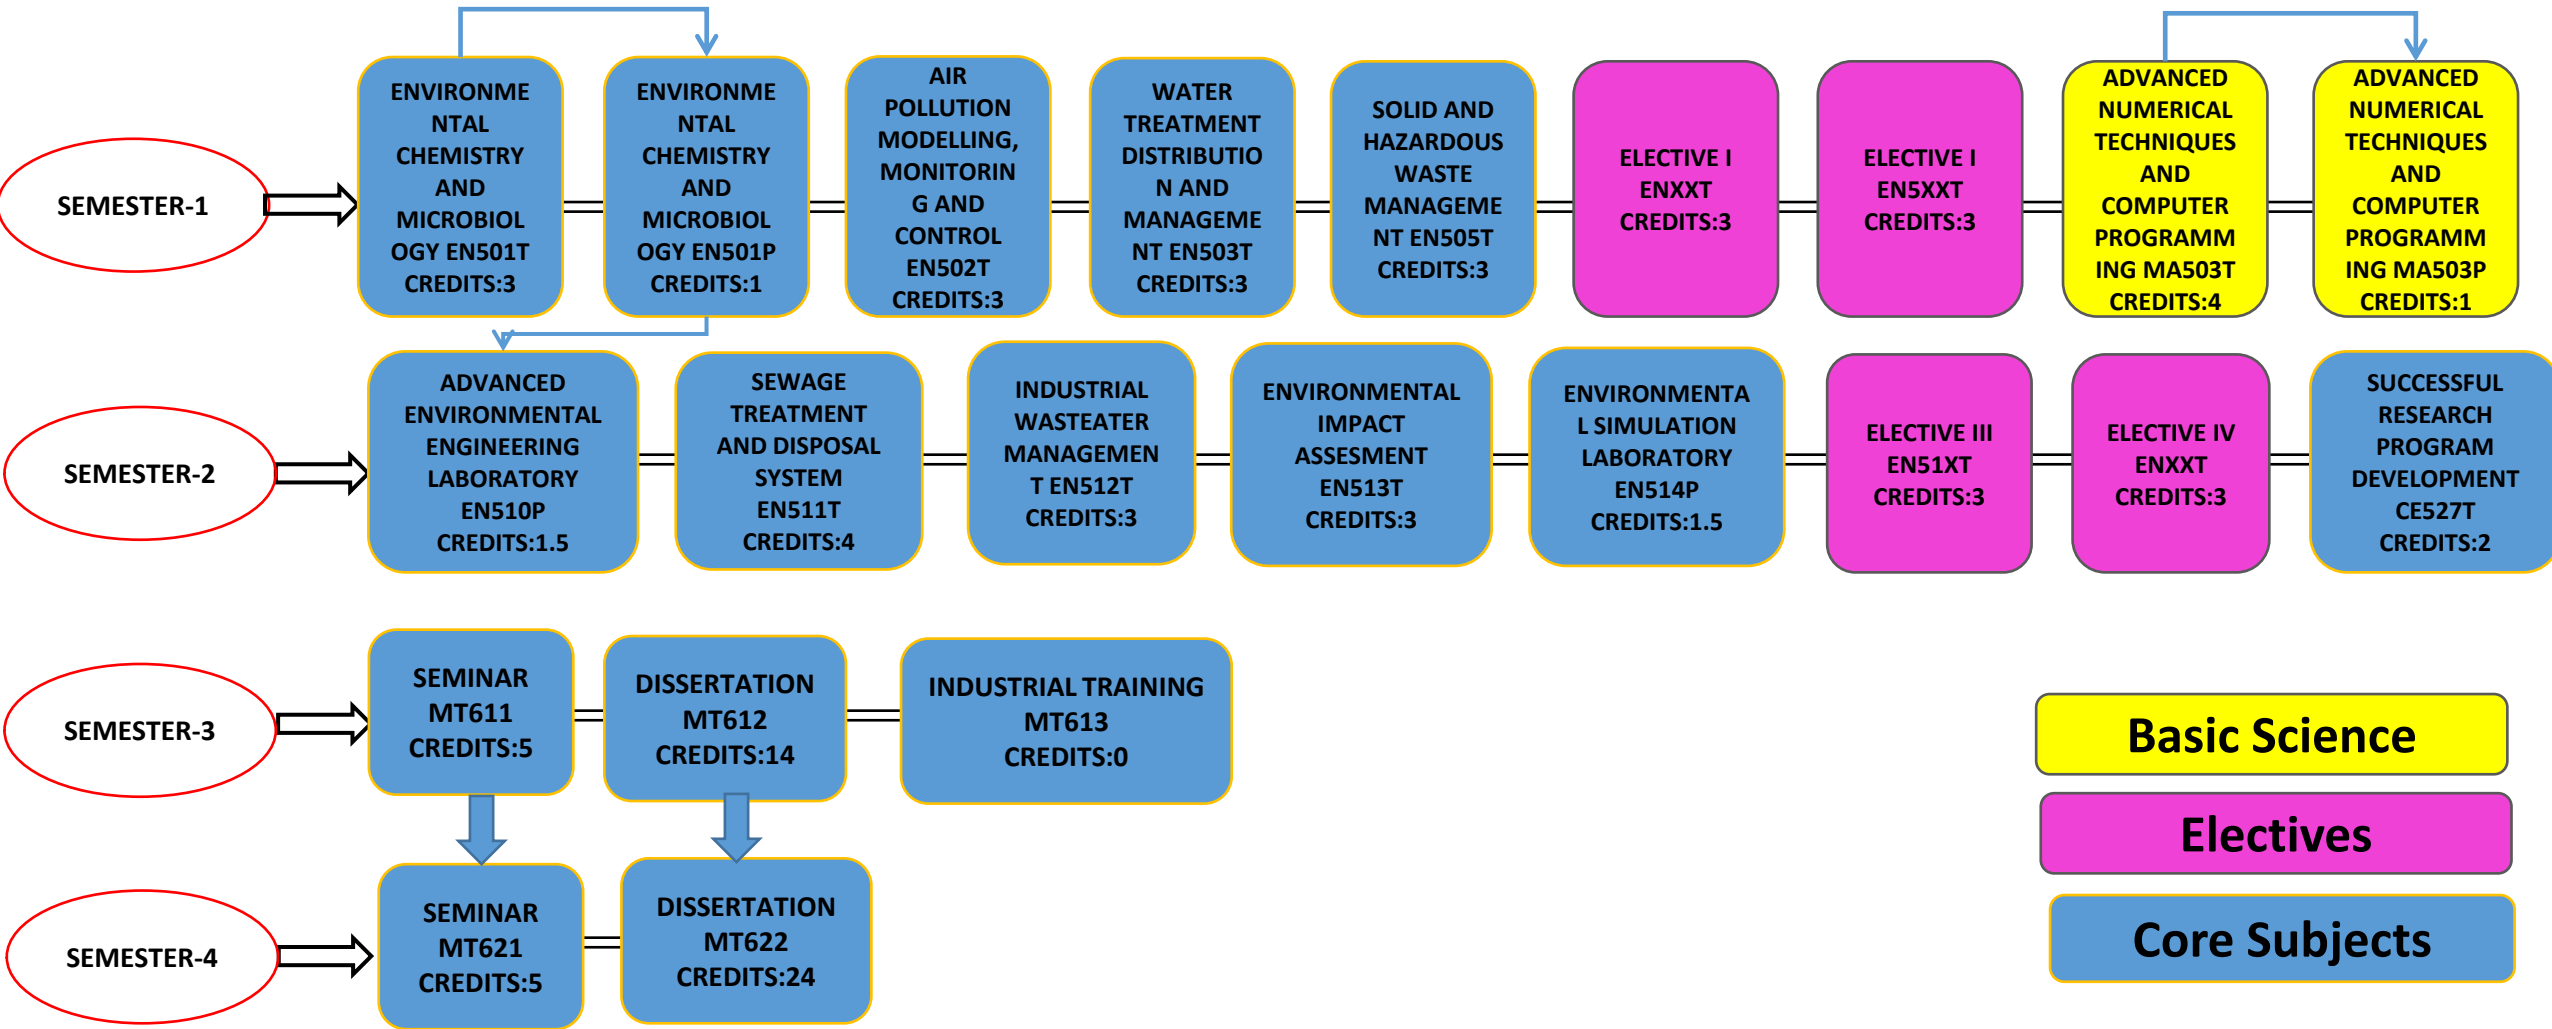 SEMESTER-1
ENVIRONME
NTAL
CHEMISTRY
AND
MICROBIOL
OGY EN501T
CREDITS:3
ENVIRONME
NTAL
CHEMISTRY
AND
MICROBIOL
OGY EN501P
CREDITS:1
AIR
POLLUTION
MODELLING,
MONITORIN
G AND
CONTROL
EN502T
CREDITS:3
WATER
TREATMENT
DISTRIBUTIO
N AND
MANAGEME
NT EN503T
CREDITS:3
SOLID AND
HAZARDOUS
WASTE
MANAGEME
NT EN505T
CREDITS:3
ELECTIVE I
ENXXT
CREDITS:3
ELECTIVE I
EN5XXT
CREDITS:3
ADVANCED
NUMERICAL
TECHNIQUES
AND
COMPUTER
PROGRAMM
ING MA503T
CREDITS:4
ADVANCED
NUMERICAL
TECHNIQUES
AND
COMPUTER
PROGRAMM
ING MA503P
CREDITS:1
SEMESTER-2
ADVANCED
ENVIRONMENTAL
ENGINEERING
LABORATORY
EN510P
CREDITS:1.5
SEWAGE
TREATMENT
AND DISPOSAL
SYSTEM
EN511T
CREDITS:4
INDUSTRIAL
WASTEATER
MANAGEMEN
T EN512T
CREDITS:3
ENVIRONMENTAL
IMPACT
ASSESMENT
EN513T
CREDITS:3
ENVIRONMENTA
L SIMULATION
LABORATORY
EN514P
CREDITS:1.5
ELECTIVE III
EN51XT
CREDITS:3
ELECTIVE IV
ENXXT
CREDITS:3
SUCCESSFUL
RESEARCH
PROGRAM
DEVELOPMENT
CE527T
CREDITS:2
SEMESTER-3
SEMINAR
MT611
CREDITS:5
DISSERTATION
MT612
CREDITS:14
INDUSTRIAL TRAINING
MT613
CREDITS:0
SEMESTER-4
SEMINAR
MT621
CREDITS:5
DISSERTATION
MT622
CREDITS:24
Basic Science
Electives
Core Subjects